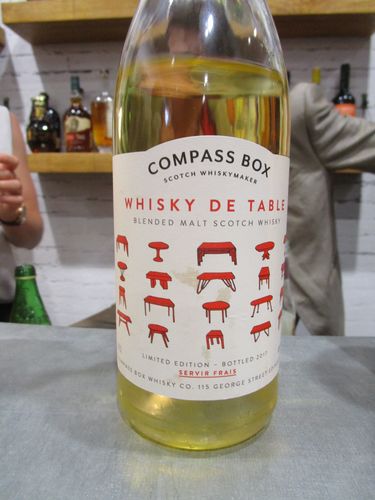 COMPASS BOX
SCOTCH WHISKYMAKER
WHISKY DE TABLE
BLENDED MALT SCOTCH WHISKY
LIMITED EDITION – BOTTLED 2017
SERVIR FRAIS
BOX WHISKY CO. 115 GEORGE STREET